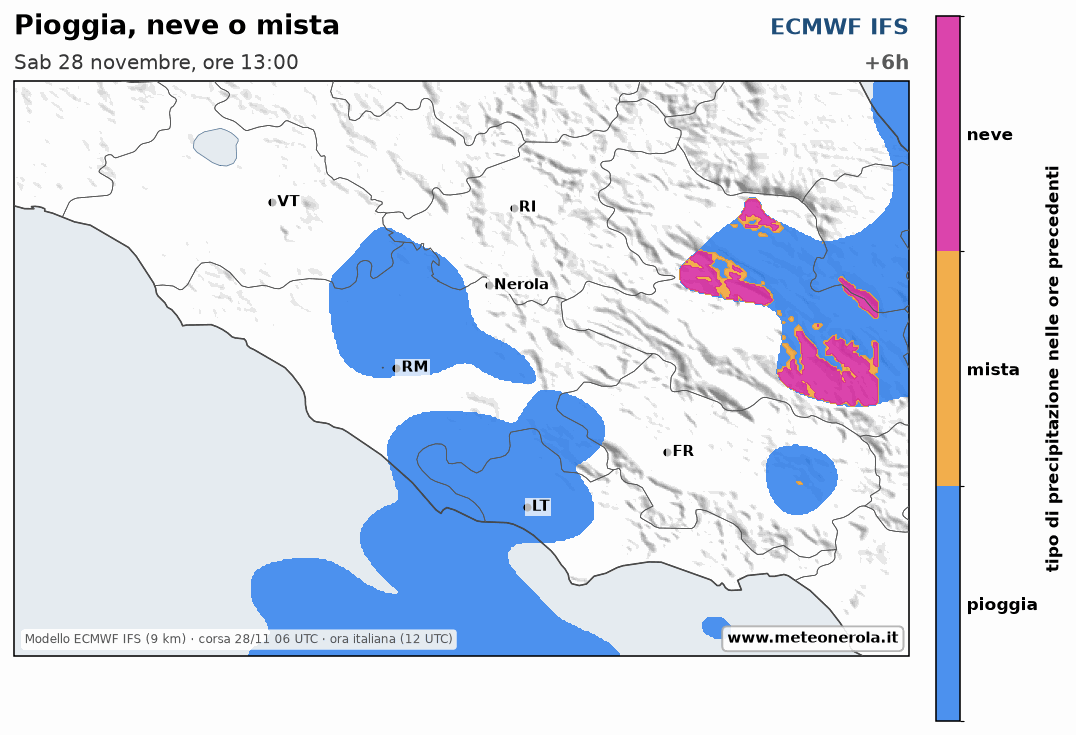 Pioggia, neve o mista
ECMWF IFS
Sab 28 novembre, ore 13:00
+6h
neve
VT
RI
Nerola
RM
mista
FR
LT
pioggia
tipo di precipitazione nelle ore precedenti
Modello ECMWF IFS (9 km) · corsa 28/11 06 UTC · ora italiana (12 UTC)
www.meteonerola.it